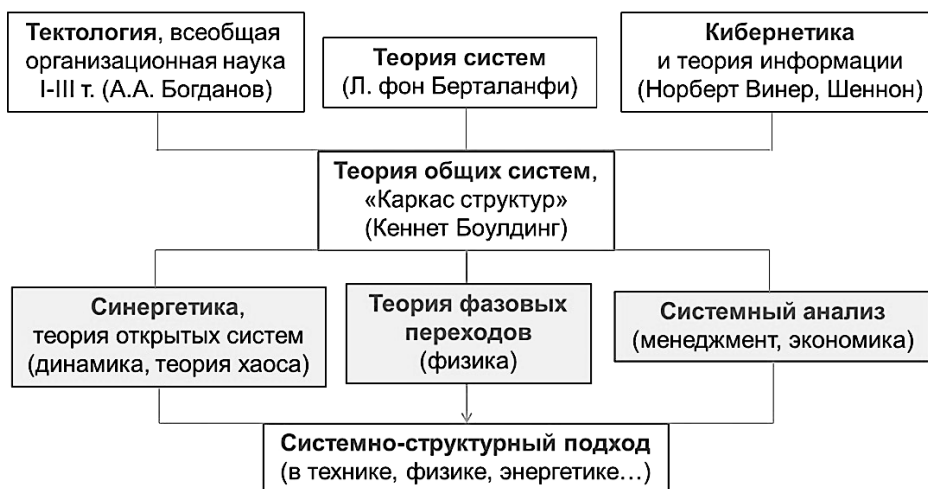 Тектология, всеобщая
организационная наука
I-III т. (А.А. Богданов)
Теория систем
(Л. фон Берталанфи)
Кибернетика
и теория информации
(Норберт Винер, Шеннон)
Теория общих систем,
«Каркас структур»
(Кеннет Боулдинг)
Синергетика,
теория открытых систем
(динамика, теория хаоса)
Теория фазовых
переходов
(физика)
Системный анализ
(менеджмент, экономика)
Системно-структурный подход
(в технике, физике, энергетике...)